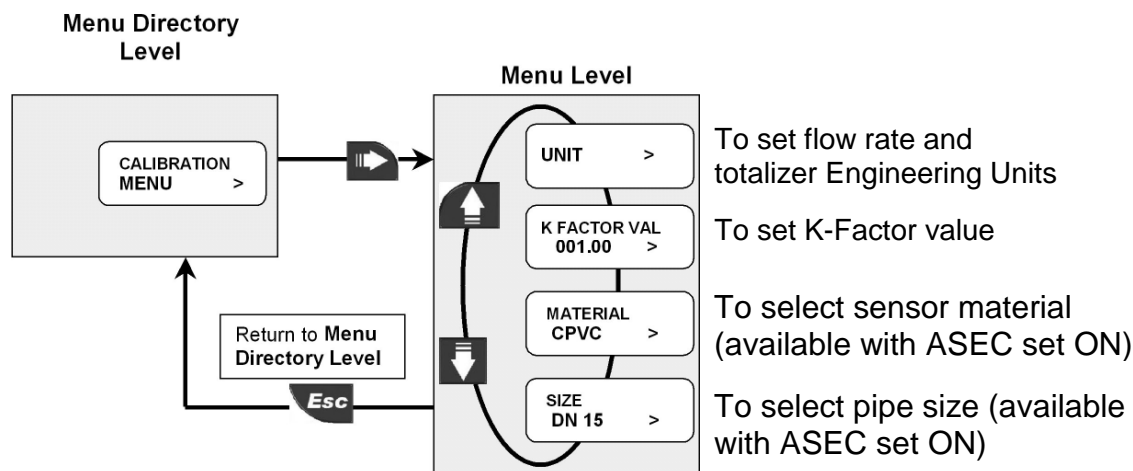 Menu Directory
Level
CALIBRATION
MENU >
Menu Level
UNIT >
To set flow rate and
totalizer Engineering Units
K FACTOR VAL
001.00 >
To set K-Factor value
MATERIAL
CPVC >
To select sensor material
(available with ASEC set ON)
SIZE
DN 15 >
To select pipe size (available
with ASEC set ON)
Return to Menu
Directory Level
Esc